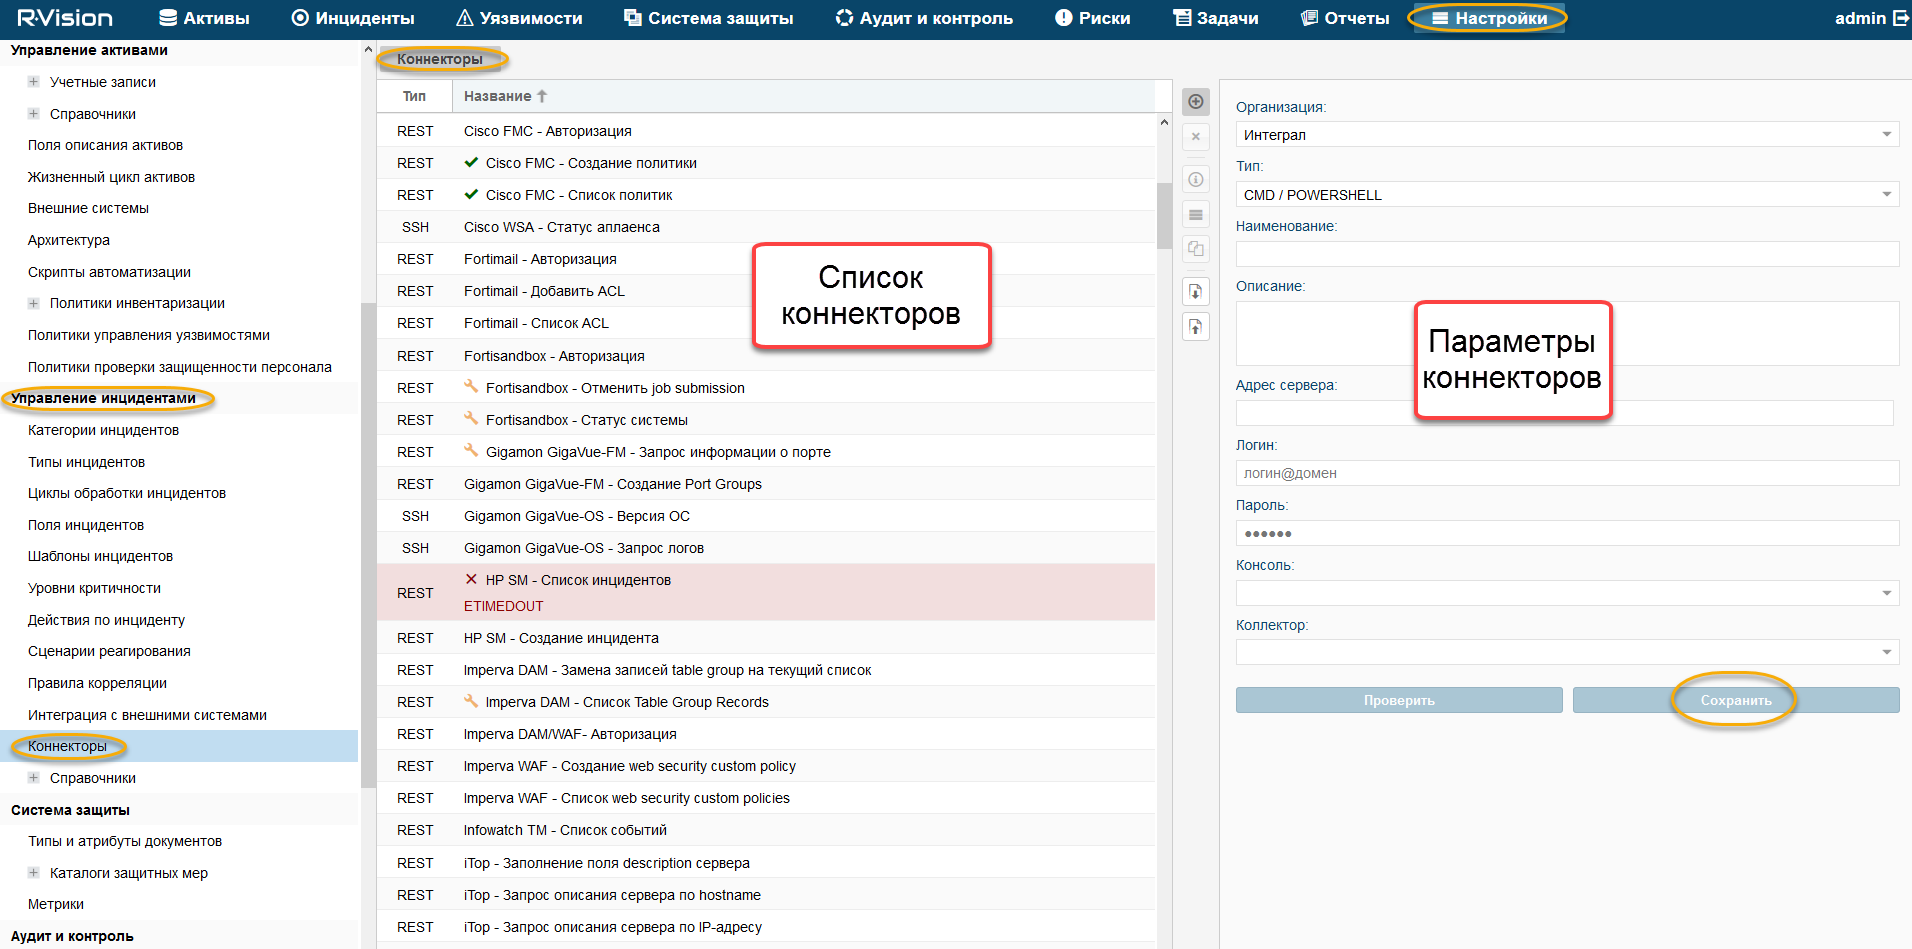 R·Vision
Активы
Инциденты
Уязвимости
Система защиты
Аудит и контроль
Риски
Задачи
Отчеты
Настройки
admin
Управление активами
Учетные записи
Справочники
Поля описания активов
Жизненный цикл активов
Внешние системы
Архитектура
Скрипты автоматизации
Политики инвентаризации
Политики управления уязвимостями
Политики проверки защищенности персонала
Управление инцидентами
Категории инцидентов
Типы инцидентов
Циклы обработки инцидентов
Поля инцидентов
Шаблоны инцидентов
Уровни критичности
Действия по инциденту
Сценарии реагирования
Правила корреляции
Интеграция с внешними системами
Коннекторы
Справочники
Система защиты
Типы и атрибуты документов
Каталоги защитных мер
Метрики
Аудит и контроль
Коннекторы
Тип Название
REST Cisco FMC - Авторизация
REST Cisco FMC - Создание политики
REST Cisco FMC - Список политик
SSH Cisco WSA - Статус аплаенса
REST Fortimail - Авторизация
REST Fortimail - Добавить ACL
REST Fortimail - Список ACL
REST Fortisandbox - Авторизация
REST Fortisandbox - Отменить job submission
REST Fortisandbox - Статус системы
REST Gigamon GigaVue-FM - Запрос информации о порте
REST Gigamon GigaVue-FM - Создание Port Groups
SSH Gigamon GigaVue-OS - Версия ОС
SSH Gigamon GigaVue-OS - Запрос логов
REST HP SM - Список инцидентов
ETIMEDOUT
REST HP SM - Создание инцидента
REST Imperva DAM - Замена записей table group на текущий список
REST Imperva DAM - Список Table Group Records
REST Imperva DAM/WAF- Авторизация
REST Imperva WAF - Создание web security custom policy
REST Imperva WAF - Список web security custom policies
REST Infowatch TM - Список событий
REST iTop - Заполнение поля description сервера
REST iTop - Запрос описания сервера по hostname
REST iTop - Запрос описания сервера по IP-адресу
Список
коннекторов
Организация:
Интеграл
Тип:
CMD / POWERSHELL
Наименование:
Описание:
Параметры
коннекторов
Адрес сервера:
Логин:
логин@домен
Пароль:
••••••
Консоль:
Коллектор:
Проверить
Сохранить